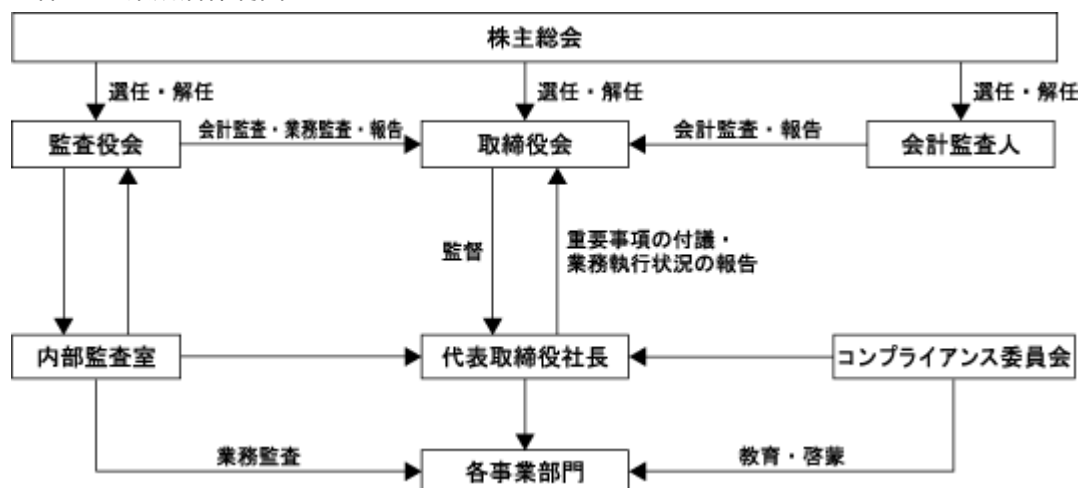 株主総会
選任・解任
選任・解任
選任・解任
監査役会
会計監査・業務監査・報告
取締役会
会計監査・報告
会計監査人
監督
重要事項の付議・
業務執行状況の報告
内部監査室
代表取締役社長
コンプライアンス委員会
業務監査
各事業部門
教育・啓蒙